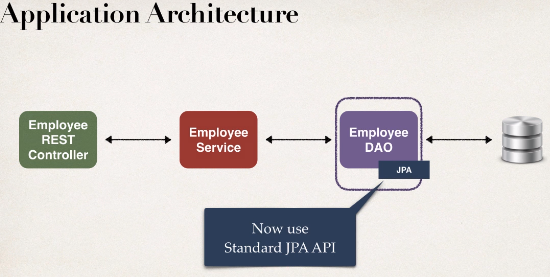 Application Architecture
Employee
REST
Controller
Employee
Service
Employee
DAO
JPA
Now use
Standard JPA API